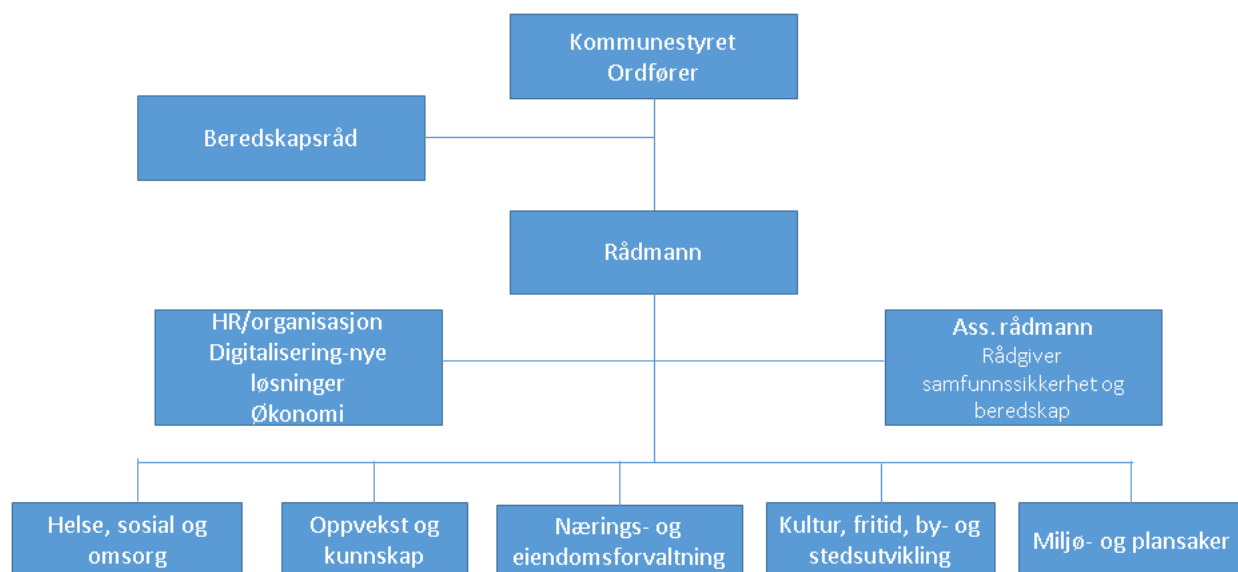 Kommunestyret
Ordfører
Beredskapsråd
Rådmann
HR/organisasjon
Digitalisering-nye
løsninger
Økonomi
Ass. rådmann
Rådgiver
samfunnssikkerhet og
beredskap
Helse, sosial og
omsorg
Oppvekst og
kunnskap
Nærings- og
eiendomsforvaltning
Kultur, fritid, by- og
stedsutvikling
Miljø- og plansaker